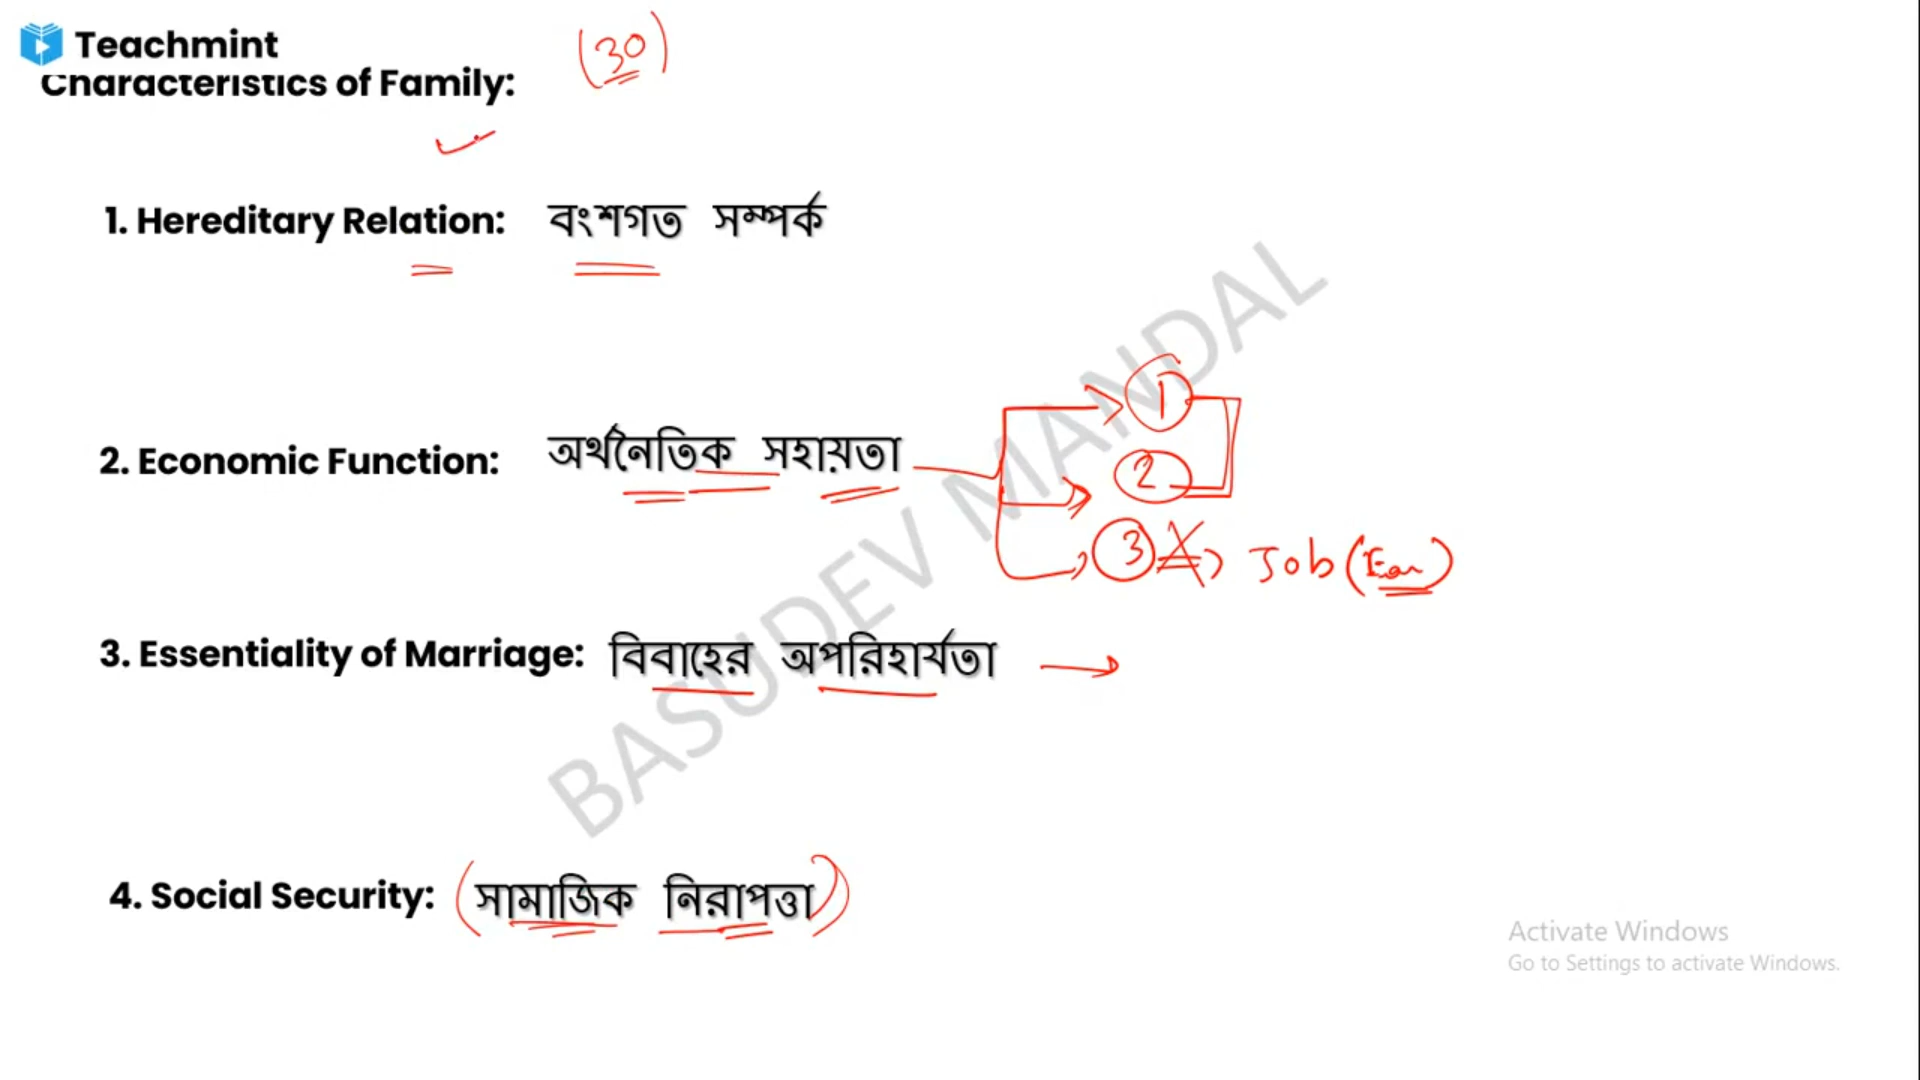 Teachmint
(30)
Characteristics of Family:
1. Hereditary Relation: বংশগত সম্পর্ক
1
2. Economic Function: অর্থনৈতিক সহায়তা
2
3 Job (
3. Essentiality of Marriage: বিবাহের অপরিহার্যতা
4. Social Security: (সামাজিক নিরাপত্তা)
BASUDEV MANDAL
Activate Windows
Go to Settings to activate Windows.